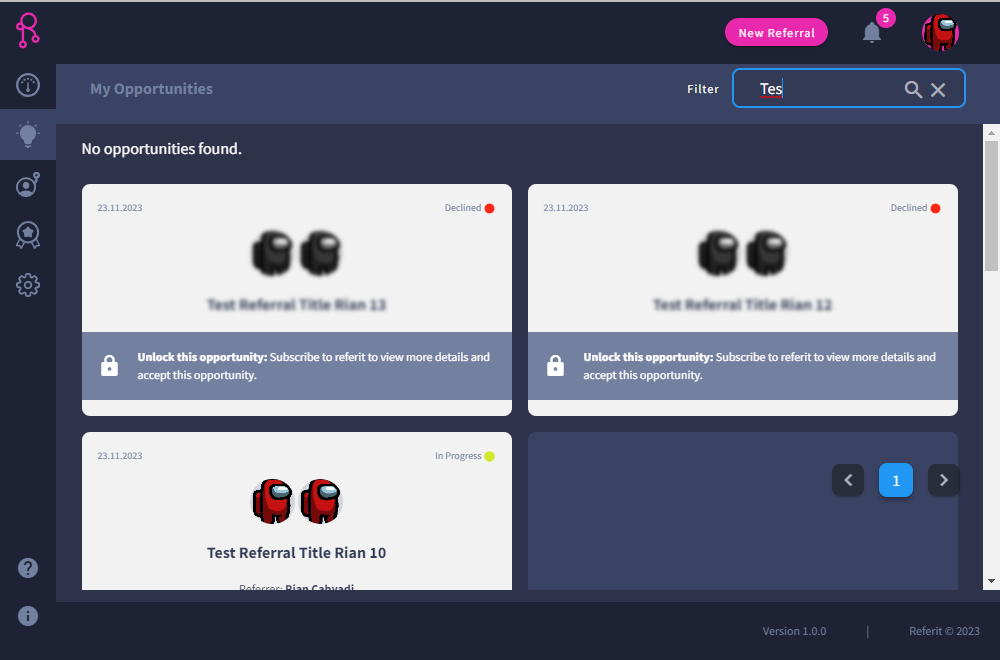 New Referral
5
My Opportunities
Filter
Tes
No opportunities found.
23.11.2023
Declined
Test Referral Title Rian 13
Unlock this opportunity: Subscribe to referit to view more details and
accept this opportunity.
23.11.2023
Declined
Test Referral Title Rian 12
Unlock this opportunity: Subscribe to referit to view more details and
accept this opportunity.
23.11.2023
In Progress
Test Referral Title Rian 10
Referrer: Rian Cahyadi
1
Version 1.0.0
|
Referit © 2023